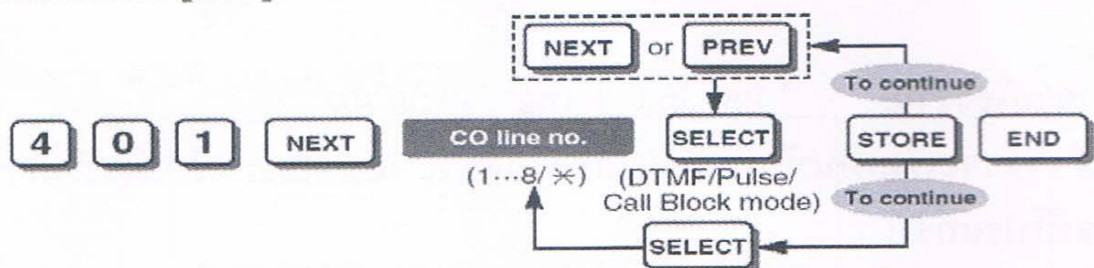 NEXT or PREV
To continue
4 0 1 NEXT CO line no. SELECT STORE END
(1···8/ ✳) (DTMF/Pulse/
Call Block mode)
To continue
SELECT